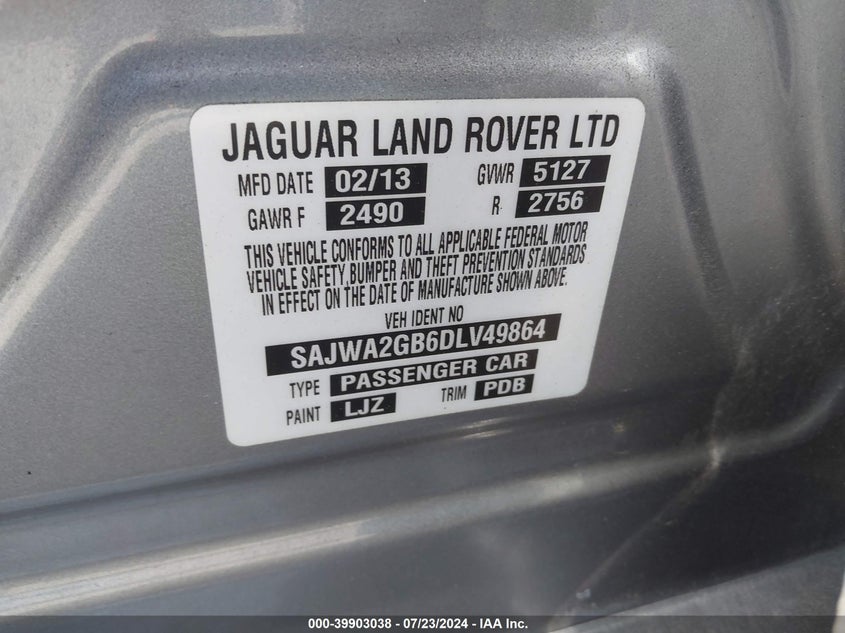 JAGUAR LAND ROVER LTD
MFD DATE 02/13 GVWR 5127
GAWR F 2490 R 2756
THIS VEHICLE CONFORMS TO ALL APPLICABLE FEDERAL MOTOR
VEHICLE SAFETY,BUMPER AND THEFT PREVENTION STANDARDS
IN EFFECT ON THE DATE OF MANUFACTURE SHOWN ABOVE.
VEH IDENT NO
SAJWA2GB6DLV49864
TYPE PASSENGER CAR
PAINT LJZ TRIM PDB
000-39903038 - 07/23/2024 - IAA Inc.